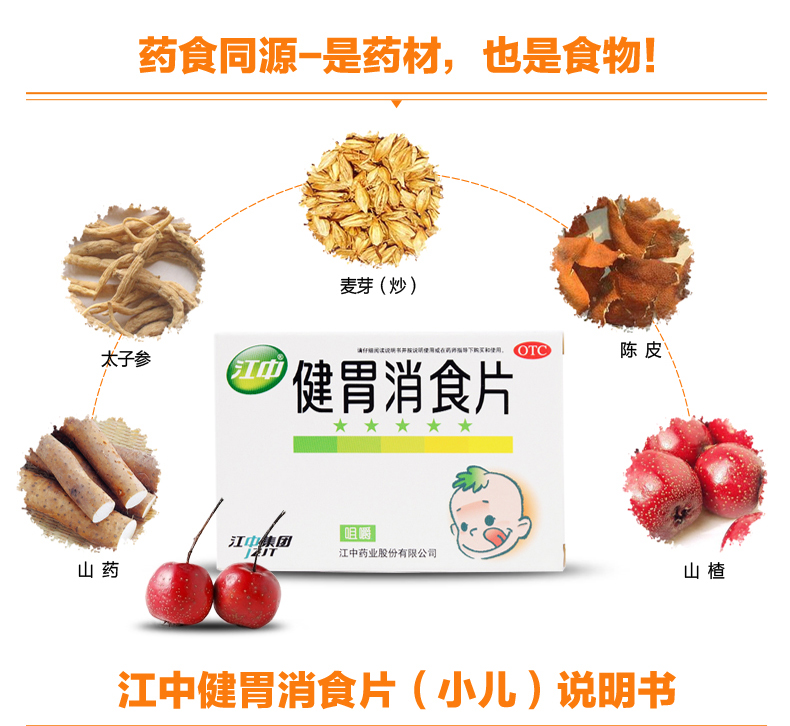 药食同源-是药材，也是食物!
麦芽（炒）
太子参
陈皮
山药
山楂
请仔细阅读说明书并按说明使用或在药师指导下购买和使用。
OTC
江中®
健胃消食片
咀嚼
江中集团
JZJT
江中药业股份有限公司
江中健胃消食片（小儿）说明书